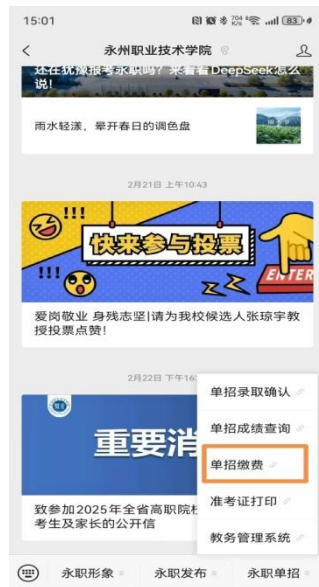 15:01
704 K/s
83
永州职业技术学院
还在犹豫报考永职吗？来看看DeepSeek怎么
说!
雨水轻漾，晕开春日的调色盘
2月21日 上午10:43
!!!
快来参与投票
!!!
ZZ
ENTER
爱岗敬业 身残志坚|请为我校候选人张琼宇教
授投票点赞!
2月22日 下午16:
重要消
致参加2025年全省高职院校
考生及家长的公开信
单招录取确认
单招成绩查询
单招缴费
准考证打印
教务管理系统
永职形象
永职发布
永职单招